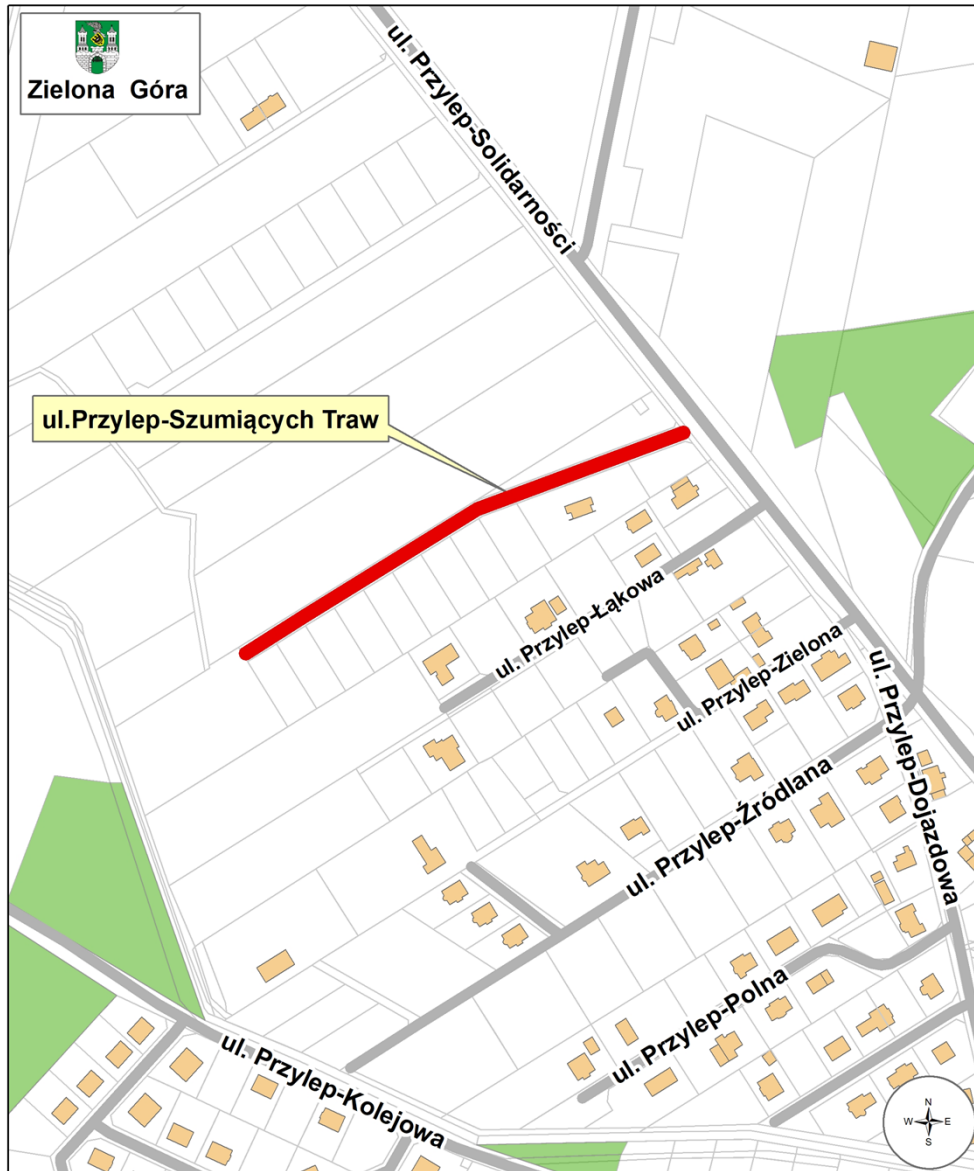 Zielona Góra
ul. Przylep-Solidarności
ul.Przylep-Szumiących Traw
ul. Przylep-Łąkowa
ul. Przylep-Zielona
ul. Przylep-Dojazdowa
ul. Przylep-Źródlana
ul. Przylep-Polna
ul. Przylep-Kolejowa
N
W E
S